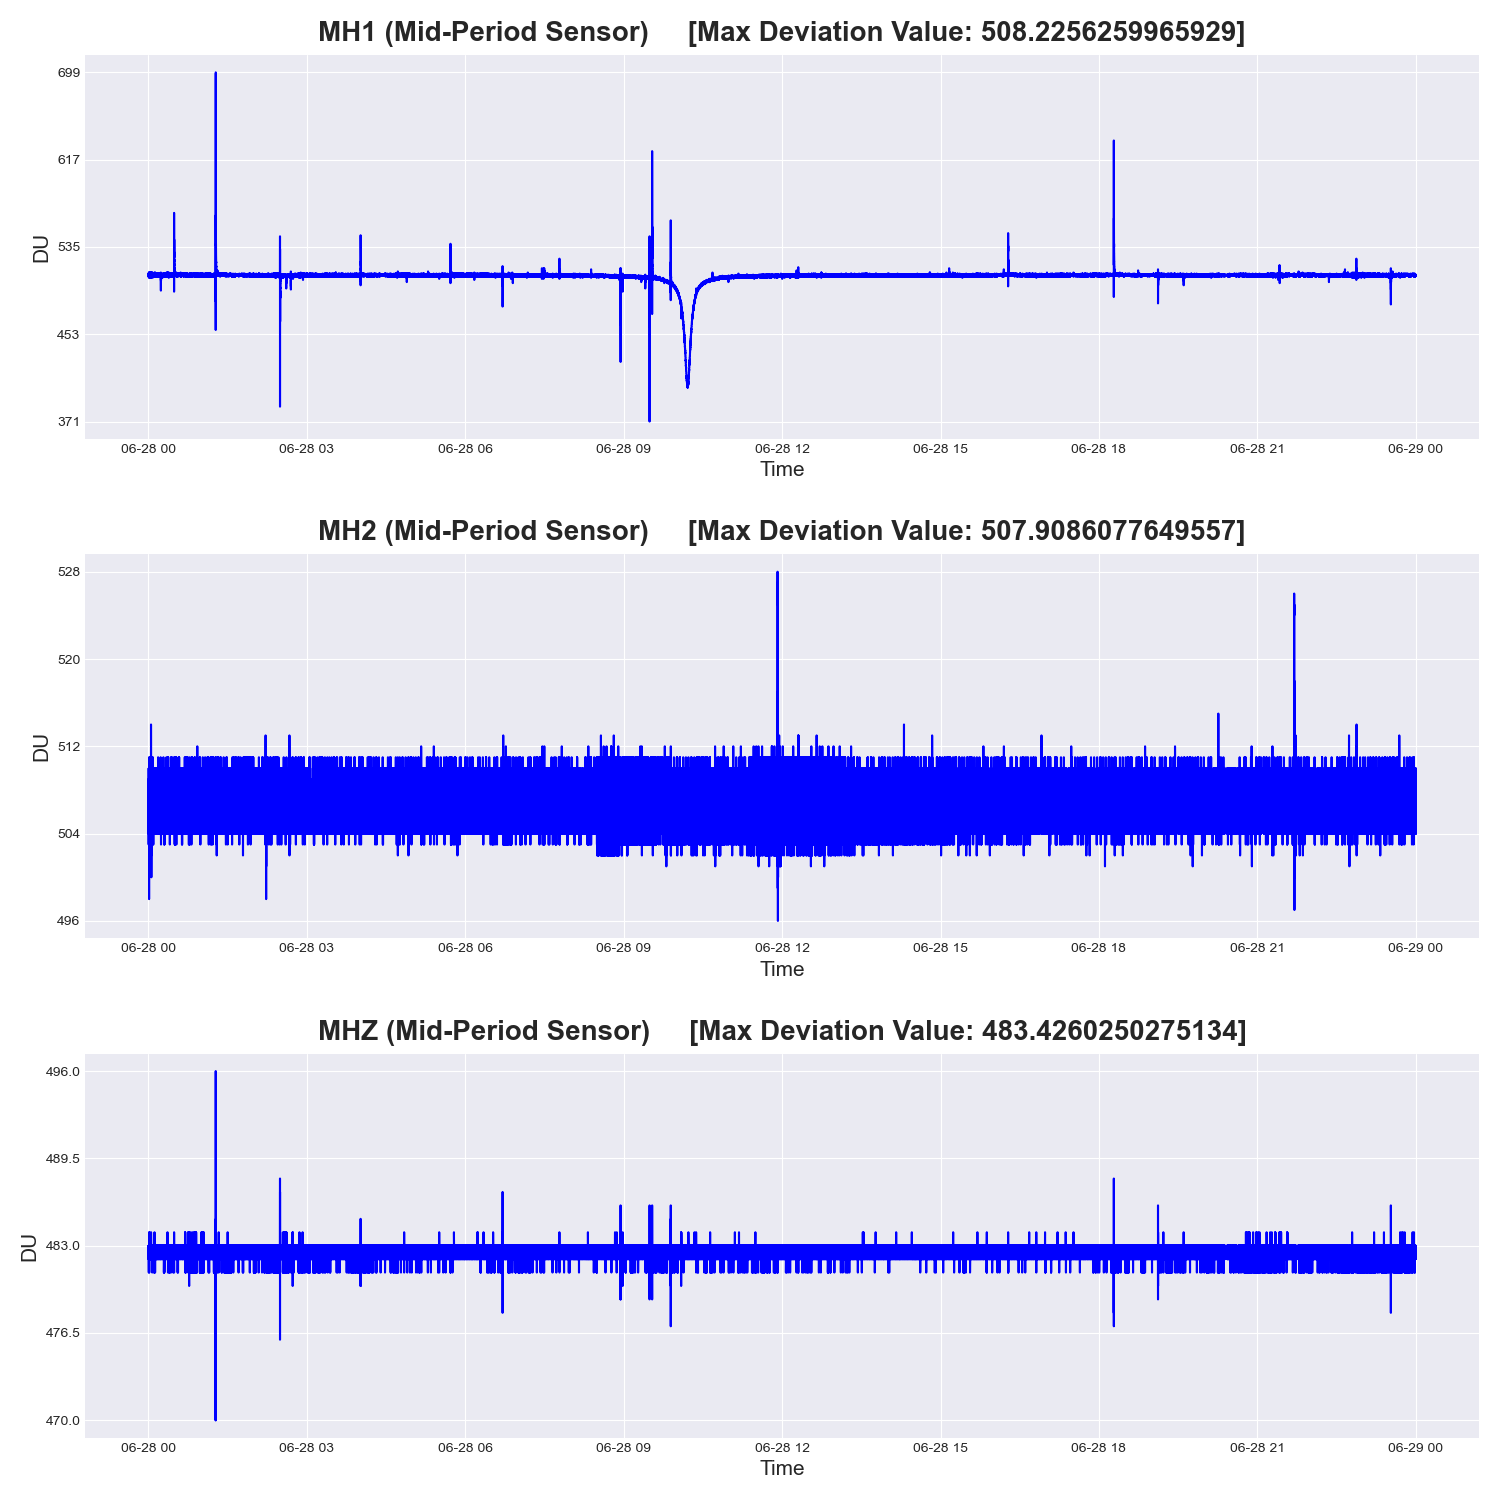 MH1 (Mid-Period Sensor) [Max Deviation Value: 508.2256259965929]
699
617
535
453
371
DU
06-28 00 06-28 03 06-28 06 06-28 09 06-28 12 06-28 15 06-28 18 06-28 21 06-29 00
Time
MH2 (Mid-Period Sensor) [Max Deviation Value: 507.9086077649557]
528
520
512
504
496
DU
06-28 00 06-28 03 06-28 06 06-28 09 06-28 12 06-28 15 06-28 18 06-28 21 06-29 00
Time
MHZ (Mid-Period Sensor) [Max Deviation Value: 483.4260250275134]
496.0
489.5
483.0
476.5
470.0
DU
06-28 00 06-28 03 06-28 06 06-28 09 06-28 12 06-28 15 06-28 18 06-28 21 06-29 00
Time